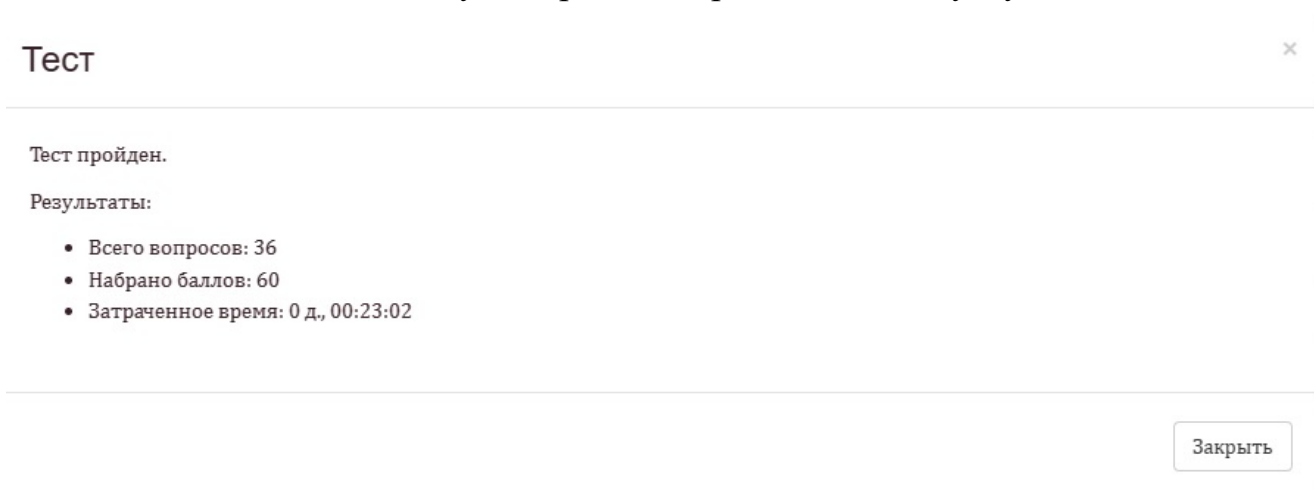 Тест
×
Тест пройден.
Результаты:
• Всего вопросов: 36
• Набрано баллов: 60
• Затраченное время: 0 д., 00:23:02
Закрыть